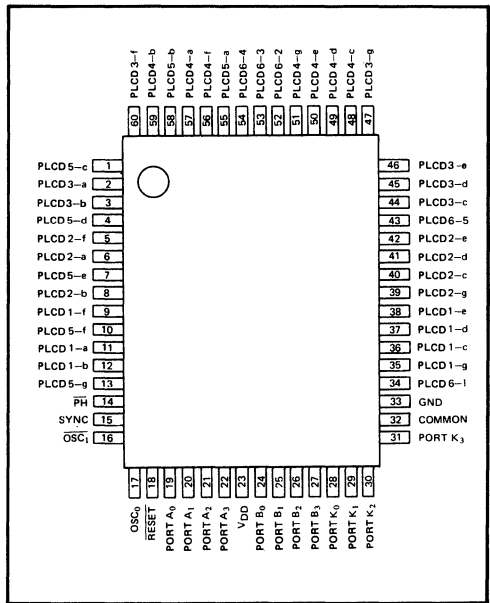 PLCD3-f
PLCD4-b
PLCD5-b
PLCD4-a
PLCD4-f
PLCD5-a
PLCD6-4
PLCD6-3
PLCD6-2
PLCD4-g
PLCD4-e
PLCD4-d
PLCD4-c
PLCD3-g
60 59 58 57 56 55 54 53 52 51 50 49 48 47
PLCD5-c 1
PLCD3-a 2
PLCD3-b 3
PLCD5-d 4
PLCD2-f 5
PLCD2-a 6
PLCD5-e 7
PLCD2-b 8
PLCD1-f 9
PLCD5-f 10
PLCD1-a 11
PLCD1-b 12
PLCD5-g 13
PH 14
SYNC 15
OSC₁ 16
46 PLCD3-e
45 PLCD3-d
44 PLCD3-c
43 PLCD6-5
42 PLCD2-e
41 PLCD2-d
40 PLCD2-c
39 PLCD2-g
38 PLCD1-e
37 PLCD1-d
36 PLCD1-c
35 PLCD1-g
34 PLCD6-l
33 GND
32 COMMON
31 PORT K₃
17 18 19 20 21 22 23 24 25 26 27 28 29 30
OSC₀
RESET
PORT A₀
PORT A₁
PORT A₂
PORT A₃
VDD
PORT B₀
PORT B₁
PORT B₂
PORT B₃
PORT K₀
PORT K₁
PORT K₂